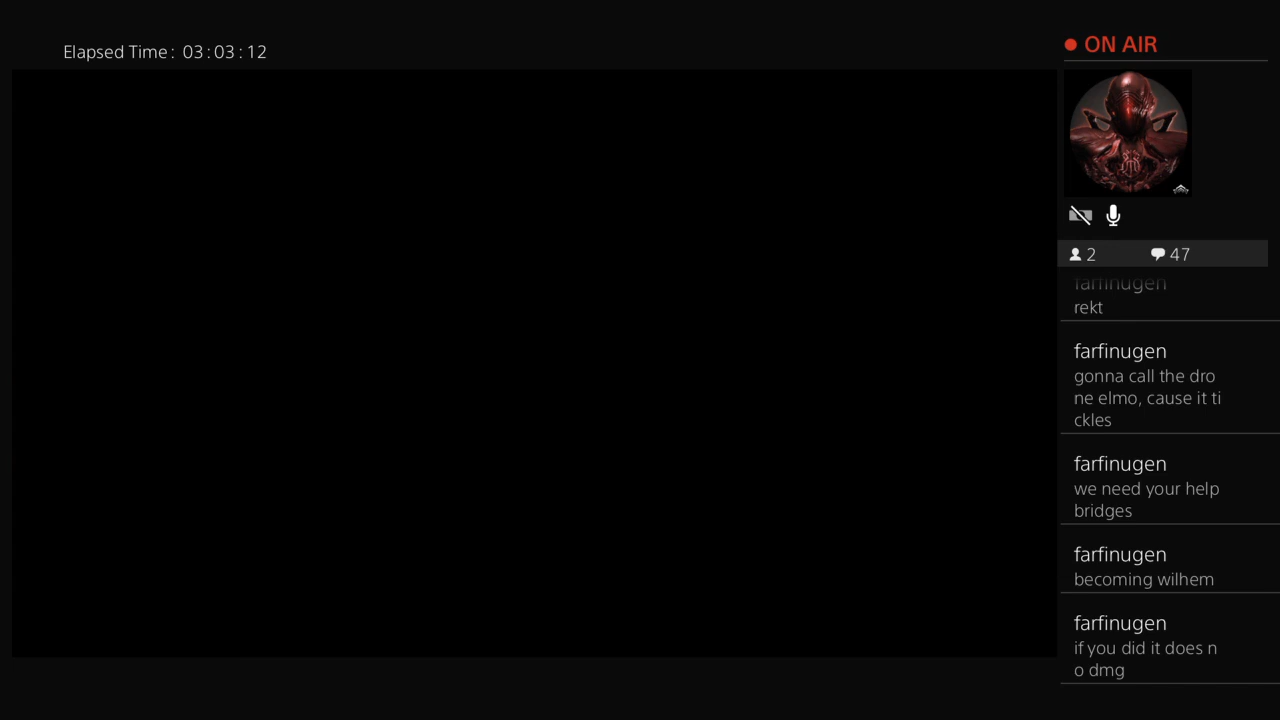 Elapsed Time: 03:03:12
ON AIR
2 47
farfinugen
rekt
farfinugen
gonna call the dro
ne elmo, cause it ti
ckles
farfinugen
we need your help
bridges
farfinugen
becoming wilhem
farfinugen
if you did it does n
o dmg